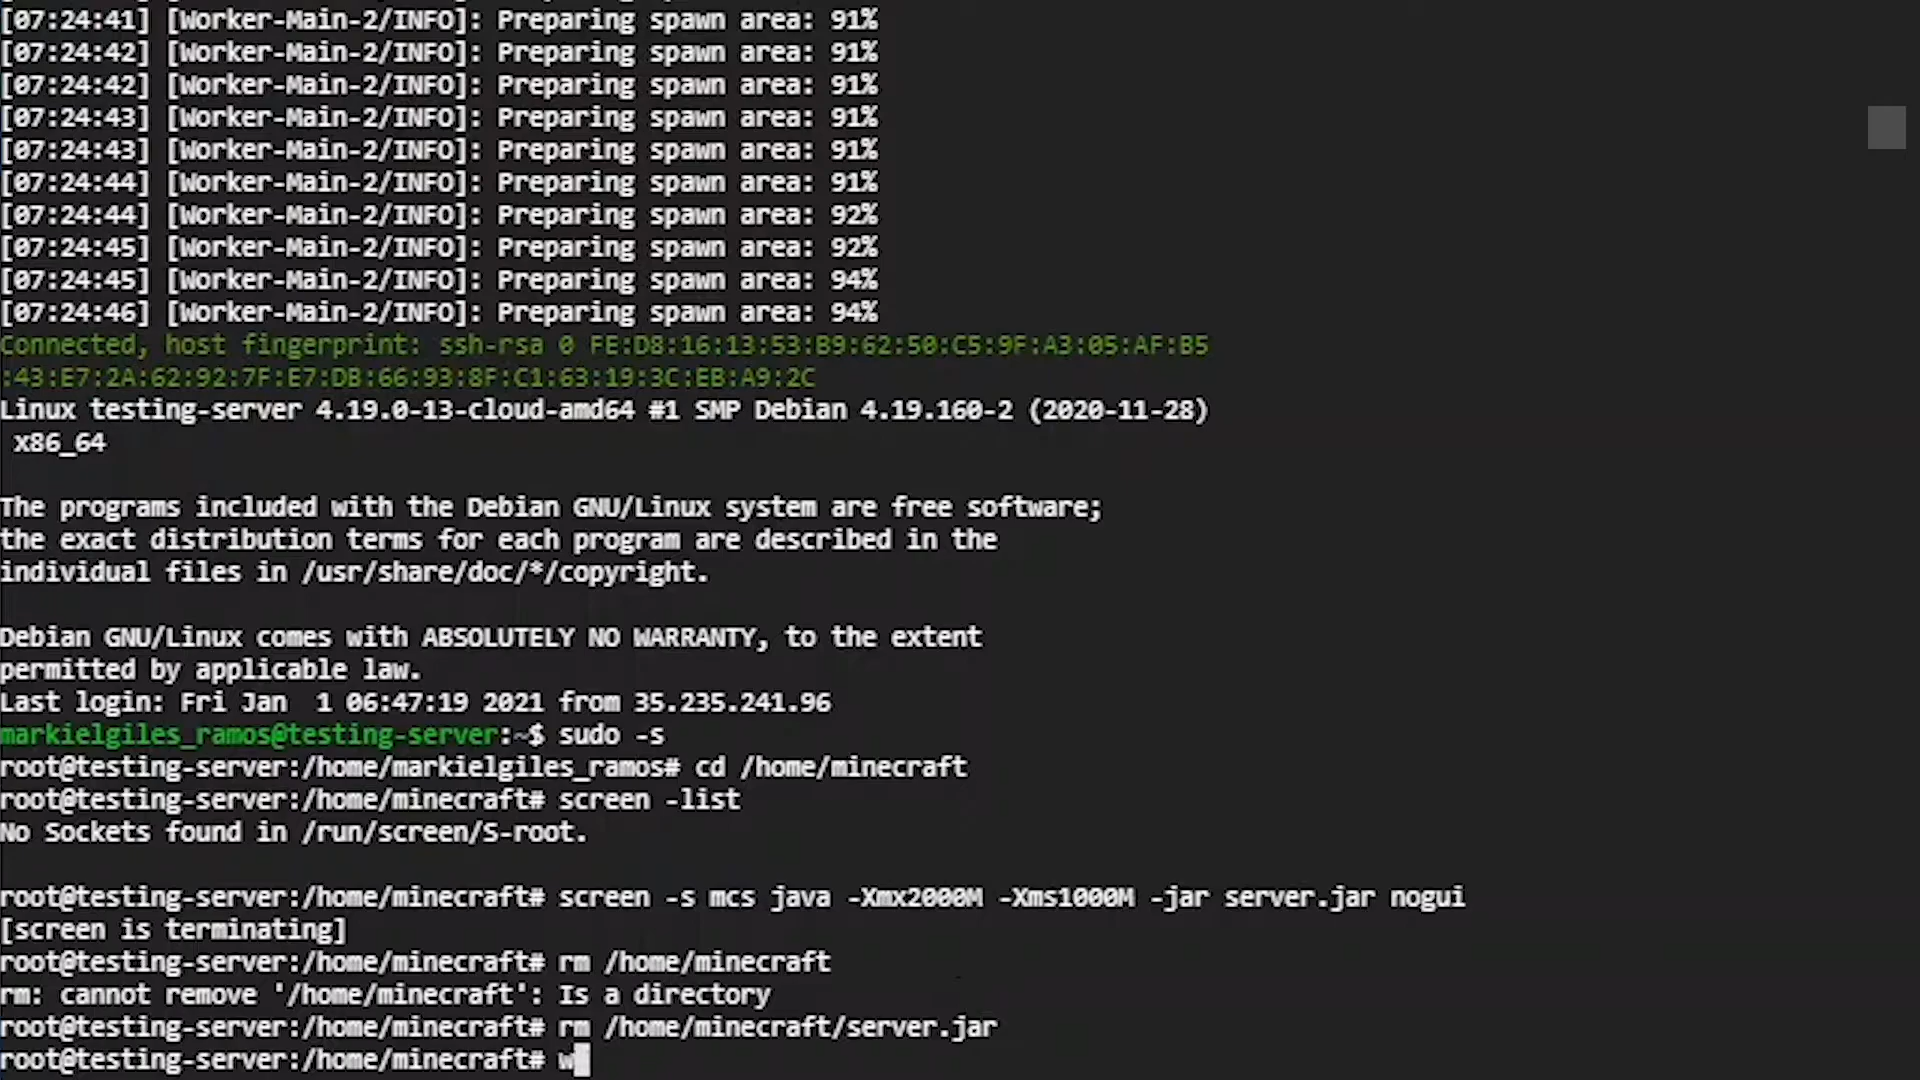 [07:24:41] [Worker-Main-2/INFO]: Preparing spawn area: 91%
[07:24:42] [Worker-Main-2/INFO]: Preparing spawn area: 91%
[07:24:42] [Worker-Main-2/INFO]: Preparing spawn area: 91%
[07:24:43] [Worker-Main-2/INFO]: Preparing spawn area: 91%
[07:24:43] [Worker-Main-2/INFO]: Preparing spawn area: 91%
[07:24:44] [Worker-Main-2/INFO]: Preparing spawn area: 91%
[07:24:44] [Worker-Main-2/INFO]: Preparing spawn area: 92%
[07:24:45] [Worker-Main-2/INFO]: Preparing spawn area: 92%
[07:24:45] [Worker-Main-2/INFO]: Preparing spawn area: 94%
[07:24:46] [Worker-Main-2/INFO]: Preparing spawn area: 94%
Connected, host fingerprint: ssh-rsa 0 FE:D8:16:13:53:B9:62:50:C5:9F:A3:05:AF:B5
:43:E7:2A:62:92:7F:E7:DB:66:93:8F:C1:63:19:3C:EB:A9:2C
Linux testing-server 4.19.0-13-cloud-amd64 #1 SMP Debian 4.19.160-2 (2020-11-28)
x86_64
The programs included with the Debian GNU/Linux system are free software;
the exact distribution terms for each program are described in the
individual files in /usr/share/doc/*/copyright.
Debian GNU/Linux comes with ABSOLUTELY NO WARRANTY, to the extent
permitted by applicable law.
Last login: Fri Jan  1 06:47:19 2021 from 35.235.241.96
markielgiles_ramos@testing-server:~$ sudo -s
root@testing-server:/home/markielgiles_ramos# cd /home/minecraft
root@testing-server:/home/minecraft# screen -list
No Sockets found in /run/screen/S-root.
root@testing-server:/home/minecraft# screen -s mcs java -Xmx2000M -Xms1000M -jar server.jar nogui
[screen is terminating]
root@testing-server:/home/minecraft# rm /home/minecraft
rm: cannot remove '/home/minecraft': Is a directory
root@testing-server:/home/minecraft# rm /home/minecraft/server.jar
root@testing-server:/home/minecraft# w